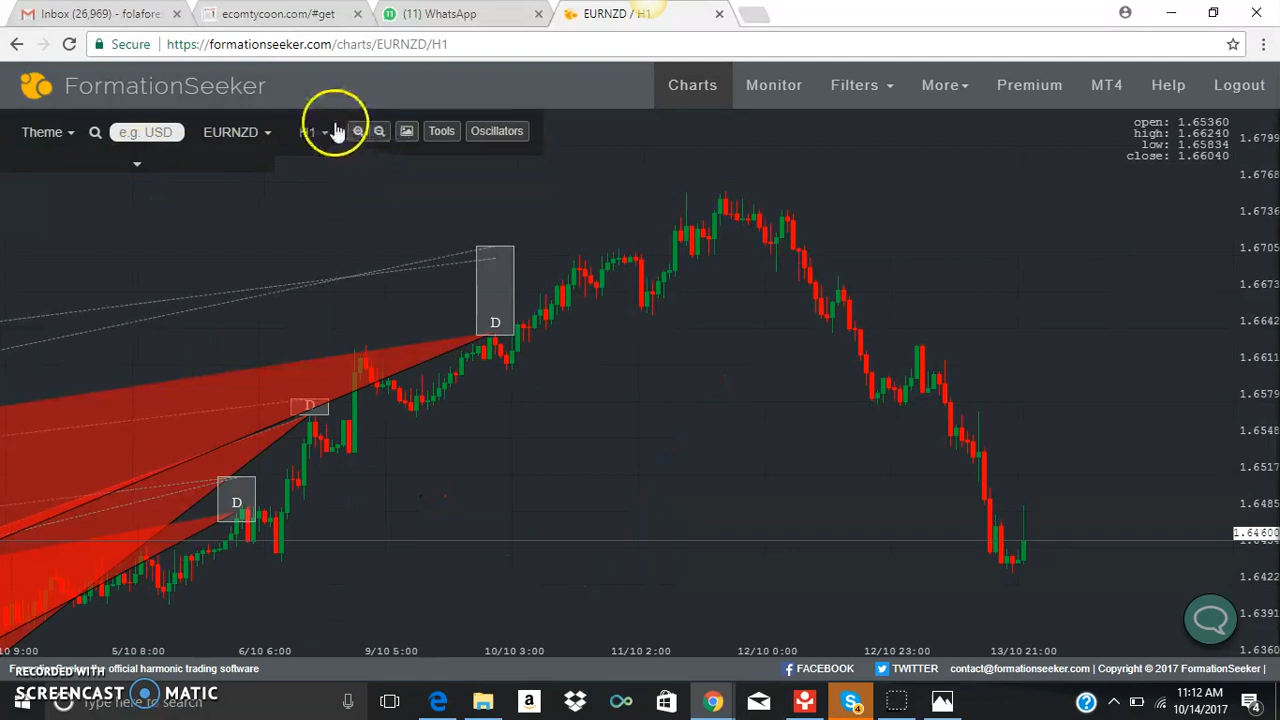 Inbox (26,969) - folafore
ecomtycoon.com/#get
(11) WhatsApp
EURNZD / H1
Secure
https://formationseeker.com/charts/EURNZD/H1
FormationSeeker
Charts
Monitor
Filters
More
Premium
MT4
Help
Logout
Theme
e.g. USD
EURNZD
H1
Tools
Oscillators
open: 1.65360
high: 1.66240
low: 1.65834
close: 1.66040
1.6799
1.6768
1.6736
1.6705
1.6673
1.6642
1.6611
1.6579
1.6548
1.6517
1.6485
1.64600
1.6422
1.6391
1.6360
D
D
D
5/10 8:00
6/10 6:00
9/10 5:00
10/10 3:00
11/10 2:00
12/10 0:00
12/10 23:00
13/10 21:00
the official harmonic trading software
FACEBOOK
TWITTER
contact@formationseeker.com | Copyright © 2017 FormationSeeker |
RECORDED WITH
SCREENCAST MATIC
Type here to search
11:12 AM
10/14/2017